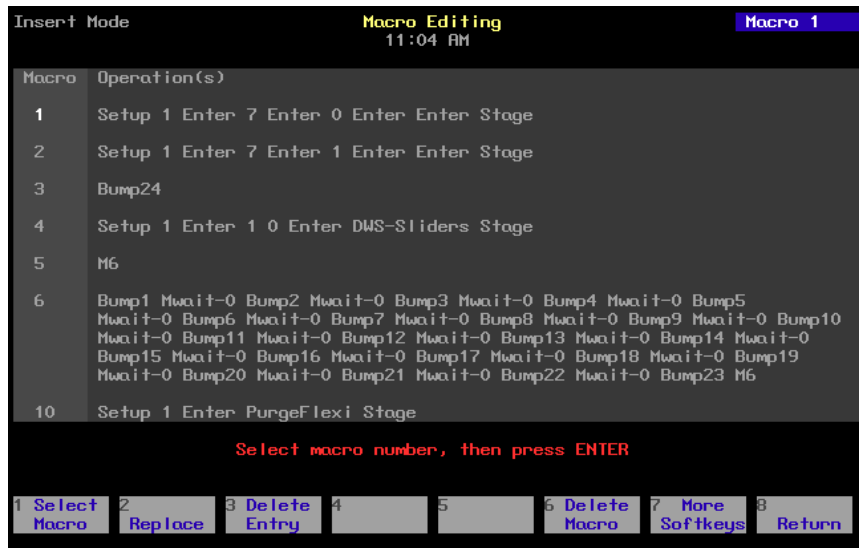 Insert Mode Macro Editing Macro 1
11:04 AM
Macro Operation(s)
1 Setup 1 Enter 7 Enter 0 Enter Enter Stage
2 Setup 1 Enter 7 Enter 1 Enter Enter Stage
3 Bump24
4 Setup 1 Enter 1 0 Enter DWS-Sliders Stage
5 M6
6 Bump1 Mwait-0 Bump2 Mwait-0 Bump3 Mwait-0 Bump4 Mwait-0 Bump5
Mwait-0 Bump6 Mwait-0 Bump7 Mwait-0 Bump8 Mwait-0 Bump9 Mwait-0 Bump10
Mwait-0 Bump11 Mwait-0 Bump12 Mwait-0 Bump13 Mwait-0 Bump14 Mwait-0
Bump15 Mwait-0 Bump16 Mwait-0 Bump17 Mwait-0 Bump18 Mwait-0 Bump19
Mwait-0 Bump20 Mwait-0 Bump21 Mwait-0 Bump22 Mwait-0 Bump23 M6
10 Setup 1 Enter PurgeFlexi Stage
Select macro number, then press ENTER
1 Select 2 3 Delete 4 5 6 Delete 7 More 8
Macro Replace Entry Macro Softkeys Return